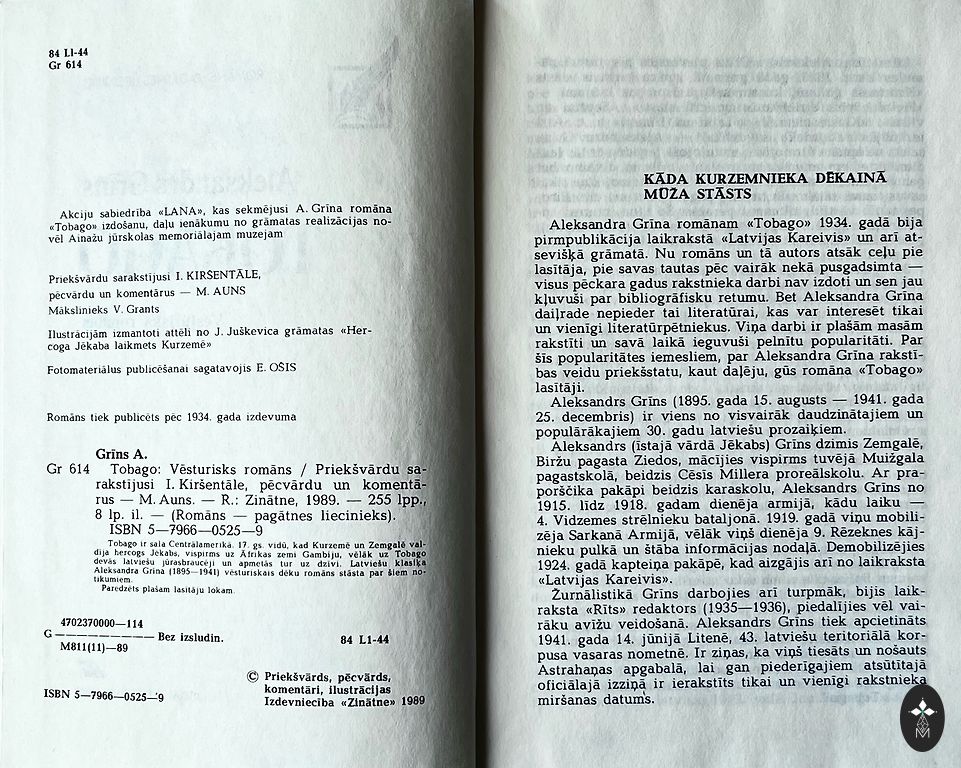 84 Ll-44
Gr 614
Akciju sabiedrība «LANA», kas sekmējusi A. Grīna romāna
«Tobago» izdošanu, daļu ienākumu no grāmatas realizācijas no-
vēl Ainažu jūrskolas memoriālajam muzejam
Priekšvārdu sarakstījusi I. KIRŠENTĀLE,
pēcvārdu un komentārus — M. AUNS
Mākslinieks V. Grants
Ilustrācijām izmantoti attēli no J. Juškevica grāmatas «Her-
coga Jēkaba laikmets Kurzemē»
Fotomateriālus publicēšanai sagatavojis E. OŠIS
Romāns tiek publicēts pēc 1934. gada izdevuma
Grīns A.
Gr 614 Tobago: Vēsturisks romāns / Priekšvārdu sa-
rakstījusi I. Kiršentāle, pēcvārdu un komentā-
rus — M. Auns. — R.: Zinātne, 1989. — 255 lpp.,
8 lp. il. — (Romāns — pagātnes liecinieks).
ISBN 5—7966—0525—9
Tobago ir sala Centrālamerikā. 17. gs. vidū, kad Kurzemē un Zemgalē val-
dīja hercogs Jēkabs, vispirms uz Āfrikas zemi Gambiju, vēlāk uz Tobago
devās latviešu jūrasbraucēji un apmetās tur uz dzīvi. Latviešu klasiķa
Aleksandra Grīna (1895—1941) vēsturiskais dēku romāns stāsta par šiem no-
tikumiem.
Paredzēts plašam lasītāju lokam.
4702370000—114
G —————————— Bez izsludin.
M811(11)—89
84 Ll-44
© Priekšvārds, pēcvārds,
komentāri, ilustrācijas
Izdevniecība «Zinātne» 1989
ISBN 5—7966—0525—9
KĀDA KURZEMNIEKA DĒKAINĀ
MŪŽA STĀSTS
Aleksandra Grīna romānam «Tobago» 1934. gadā bija
pirmpublikācija laikrakstā «Latvijas Kareivis» un arī at-
sevišķā grāmatā. Nu romāns un tā autors atsāk ceļu pie
lasītāja, pie savas tautas pēc vairāk nekā pusgadsimta —
visus pēckara gadus rakstnieka darbi nav izdoti un sen jau
kļuvuši par bibliogrāfisku retumu. Bet Aleksandra Grīna
daiļrade nepieder tai literatūrai, kas var interesēt tikai
un vienīgi literatūrpētniekus. Viņa darbi ir plašām masām
rakstīti un savā laikā ieguvuši pelnītu popularitāti. Par
šīs popularitātes iemesliem, par Aleksandra Grīna rakstī-
bas veidu priekšstatu, kaut daļēju, gūs romāna «Tobago»
lasītāji.
Aleksandrs Grīns (1895. gada 15. augusts — 1941. gada
25. decembris) ir viens no visvairāk daudzinātajiem un
populārākajiem 30. gadu latviešu prozaiķiem.
Aleksandrs (īstajā vārdā Jēkabs) Grīns dzimis Zemgalē,
Biržu pagasta Ziedos, mācījies vispirms tuvējā Muižgala
pagastskolā, beidzis Cēsīs Millera proreālskolu. Ar pra-
porščika pakāpi beidzis karaskolu, Aleksandrs Grīns no
1915. līdz 1918. gadam dienēja armijā, kādu laiku —
4. Vidzemes strēlnieku bataljonā. 1919. gadā viņu mobili-
zēja Sarkanā Armijā, vēlāk viņš dienēja 9. Rēzeknes kāj-
nieku pulkā un štāba informācijas nodaļā. Demobilizējies
1924. gadā kapteiņa pakāpē, kad aizgājis arī no laikraksta
«Latvijas Kareivis».
Žurnālistikā Grīns darbojies arī turpmāk, bijis laik-
raksta «Rīts» redaktors (1935—1936), piedalījies vēl vai-
rāku avīžu veidošanā. Aleksandrs Grīns tiek apcietināts
1941. gada 14. jūnijā Litenē, 43. latviešu teritoriālā kor-
pusa vasaras nometnē. Ir ziņas, ka viņš tiesāts un nošauts
Astrahaņas apgabalā, lai gan piederīgajiem atsūtītajā
oficiālajā izziņā ir ierakstīts tikai un vienīgi rakstnieka
miršanas datums.
M